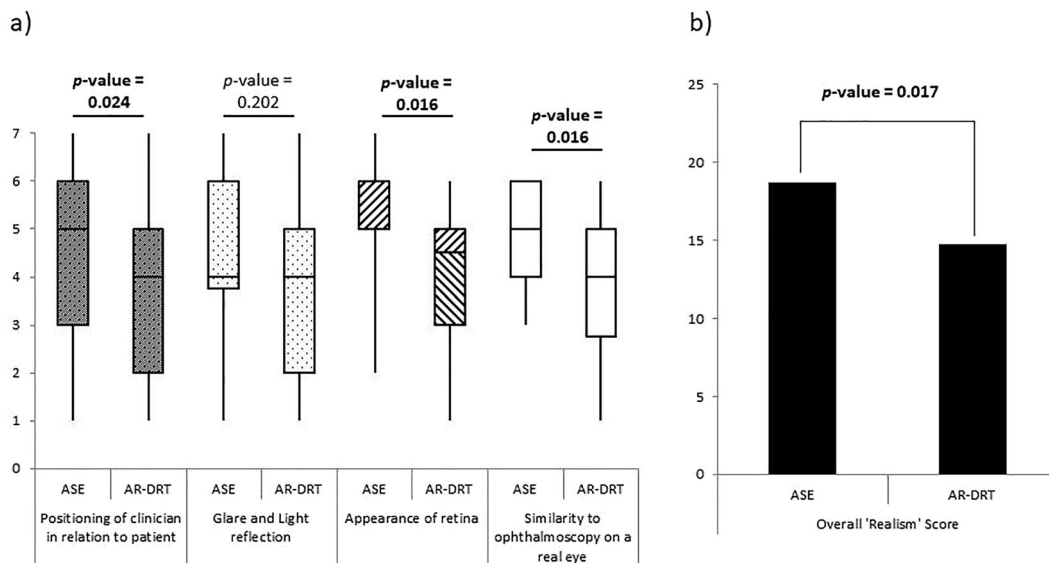 a)
p-value =
0.024
p-value =
0.202
p-value =
0.016
p-value =
0.016
7
6
5
4
3
2
1
0
ASE
AR-DRT
ASE
AR-DRT
ASE
AR-DRT
ASE
AR-DRT
Positioning of clinician
in relation to patient
Glare and Light
reflection
Appearance of retina
Similarity to
ophthalmoscopy on a
real eye
b)
p-value = 0.017
25
20
15
10
5
0
ASE
AR-DRT
Overall 'Realism' Score